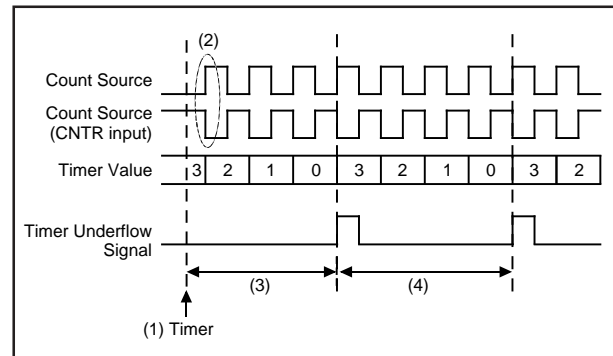 (2)
Count Source
Count Source
(CNTR input)
Timer Value
3 2 1 0 3 2 1 0 3 2
Timer Underflow
Signal
(3) (4)
(1) Timer